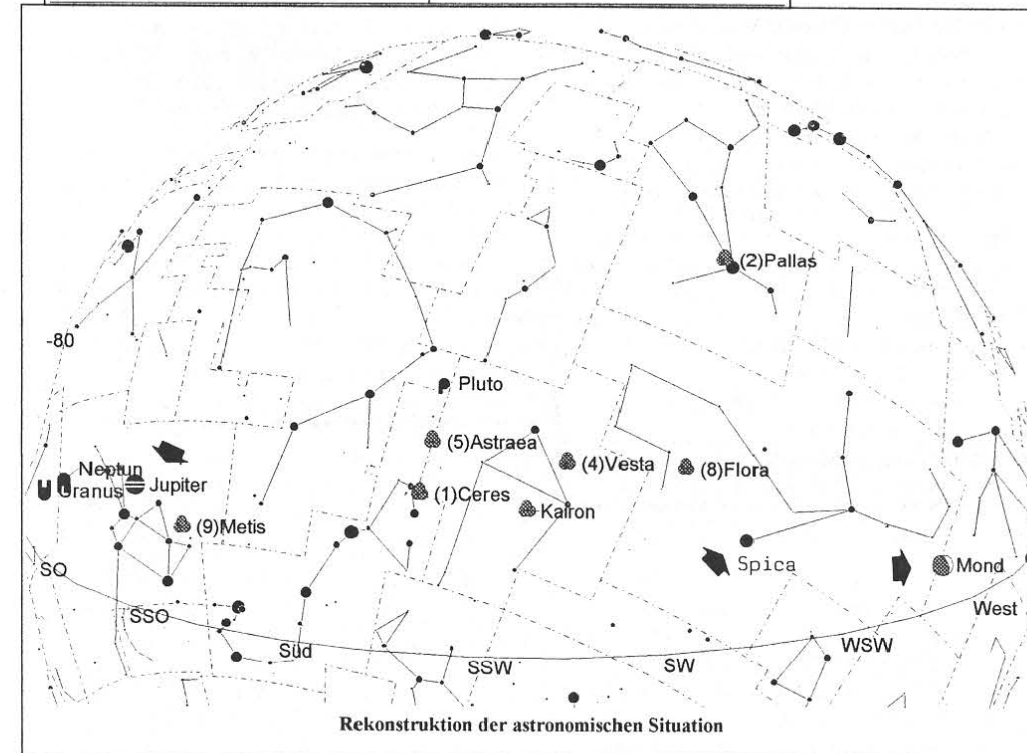 (2)Pallas
-80
Pluto
(5)Astraea
Neptun
Uranus
Jupiter
(4)Vesta
(8)Flora
(1)Ceres
(9)Metis
Kairon
Spica
Mond
SO
SSO
Süd
SSW
SW
WSW
West
Rekonstruktion der astronomischen Situation